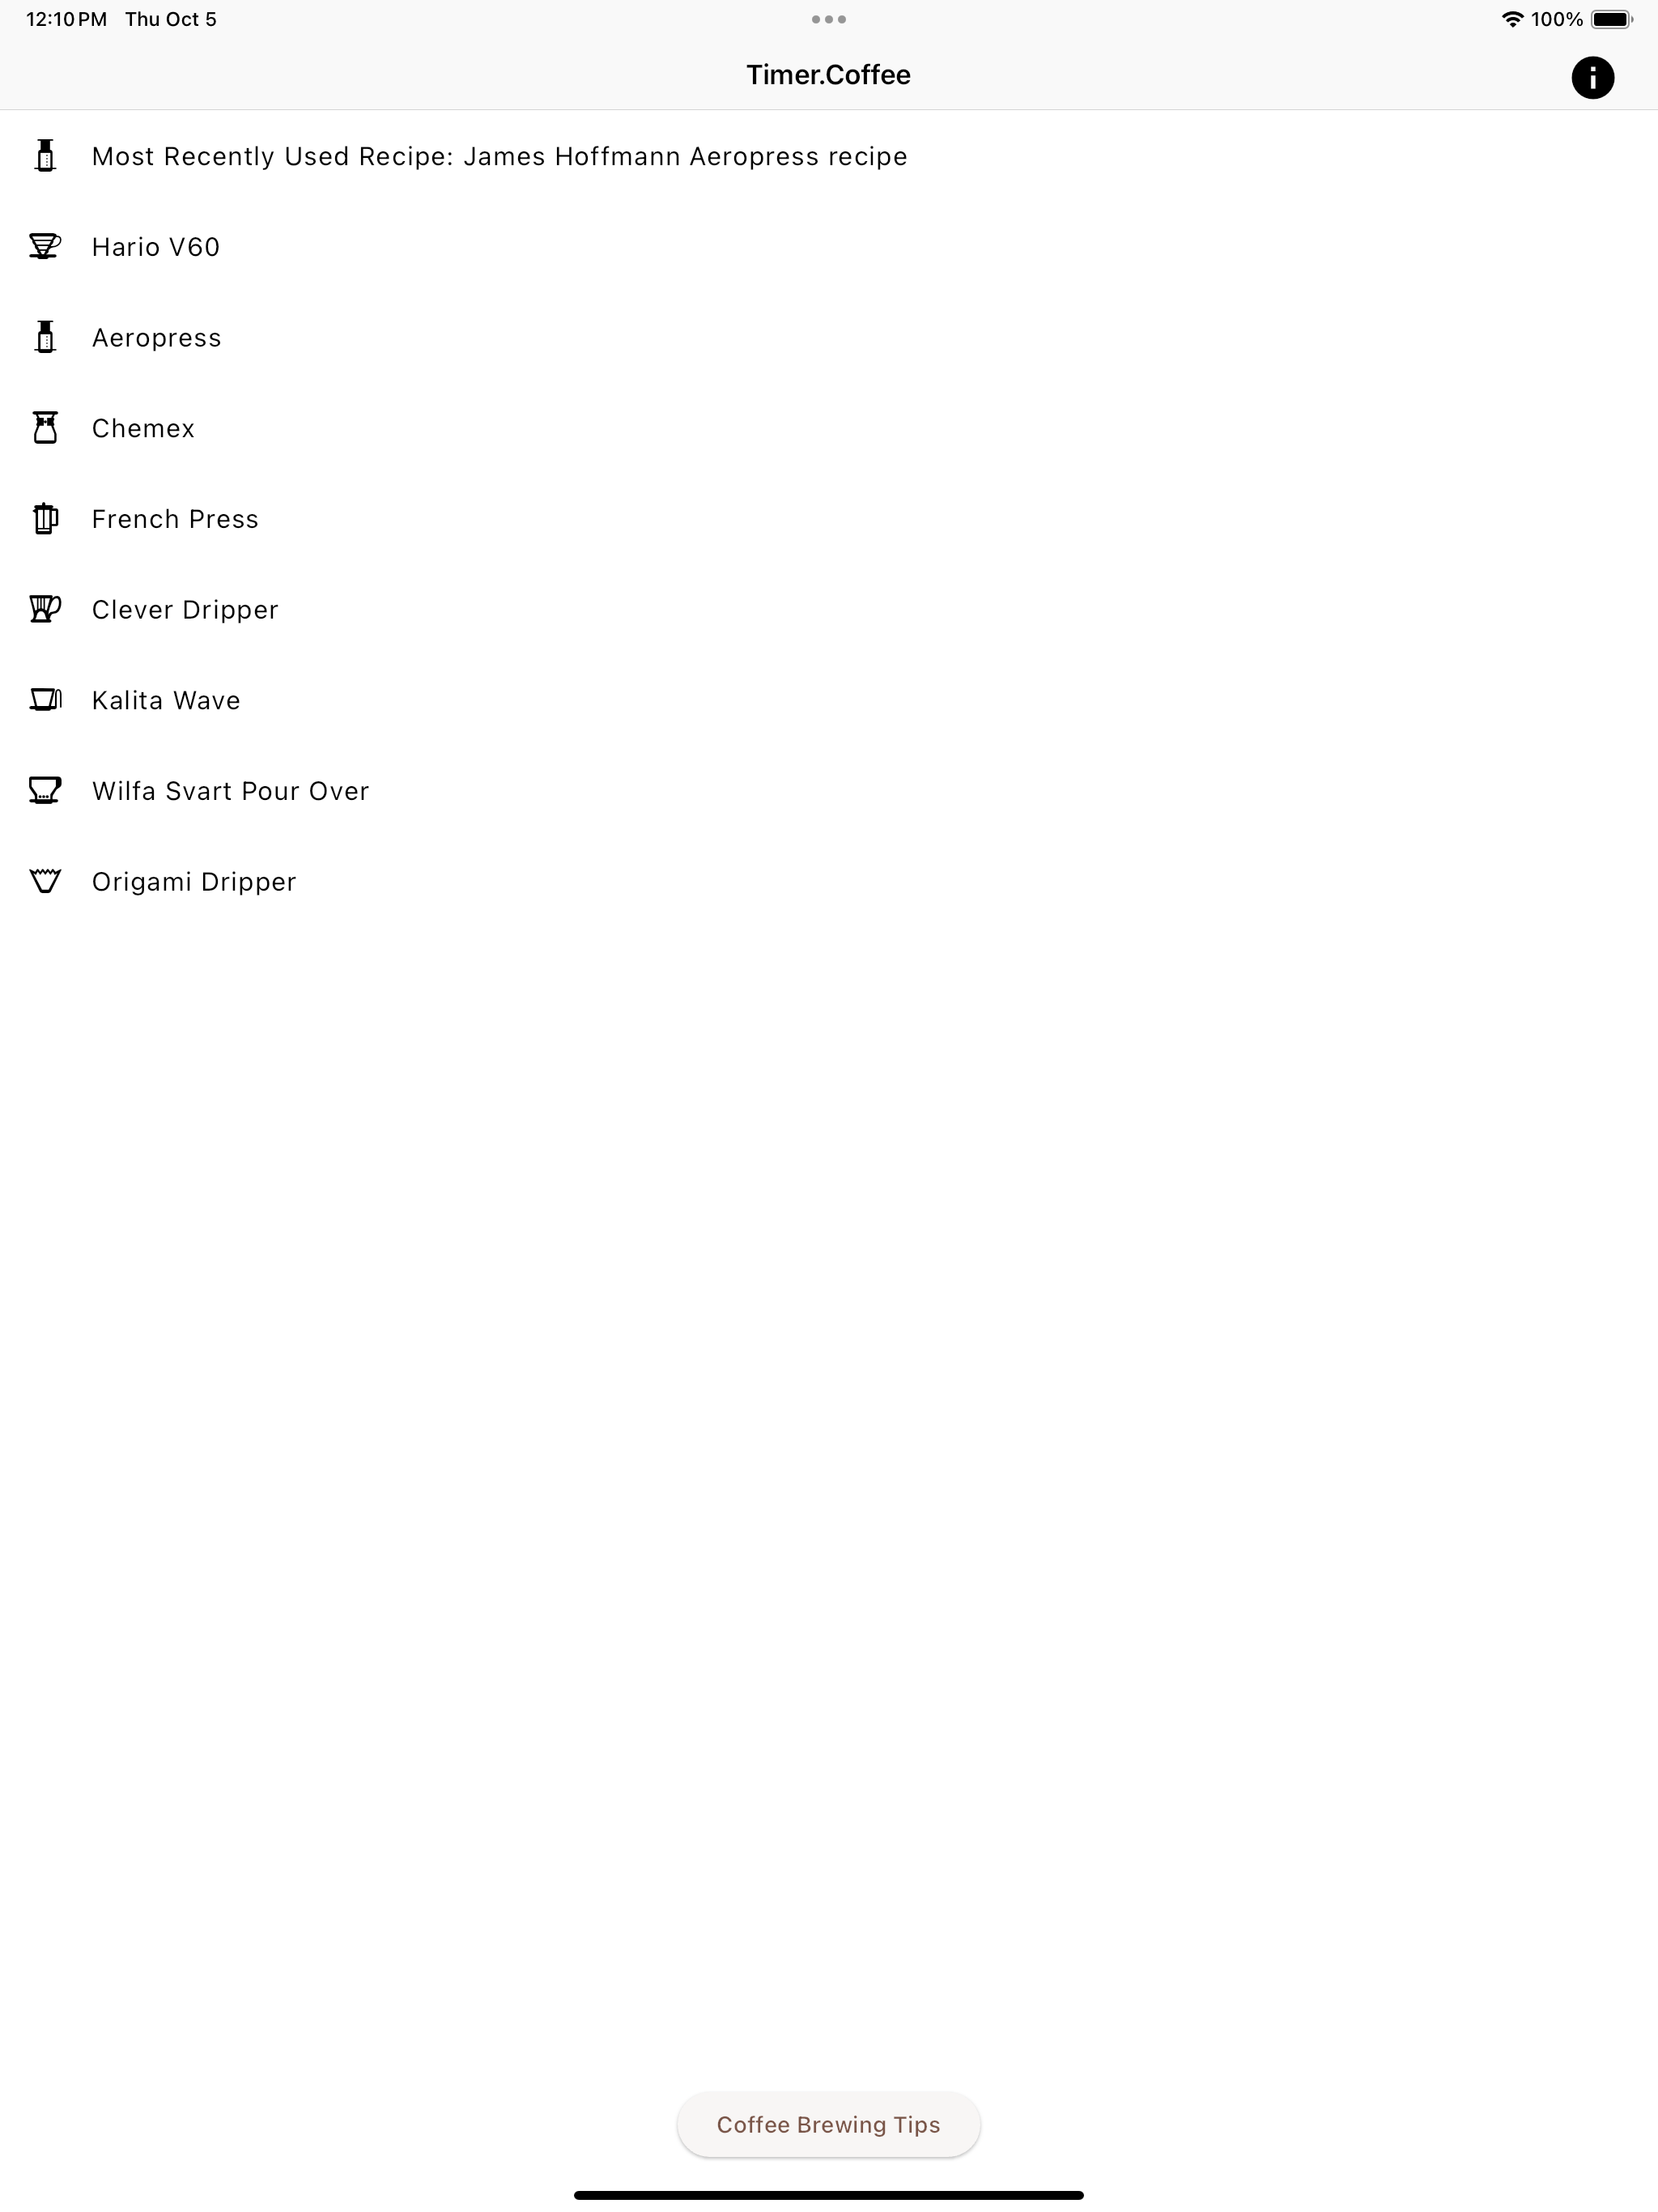 12:10 PM Thu Oct 5 100%
Timer.Coffee
Most Recently Used Recipe: James Hoffmann Aeropress recipe
Hario V60
Aeropress
Chemex
French Press
Clever Dripper
Kalita Wave
Wilfa Svart Pour Over
Origami Dripper
Coffee Brewing Tips